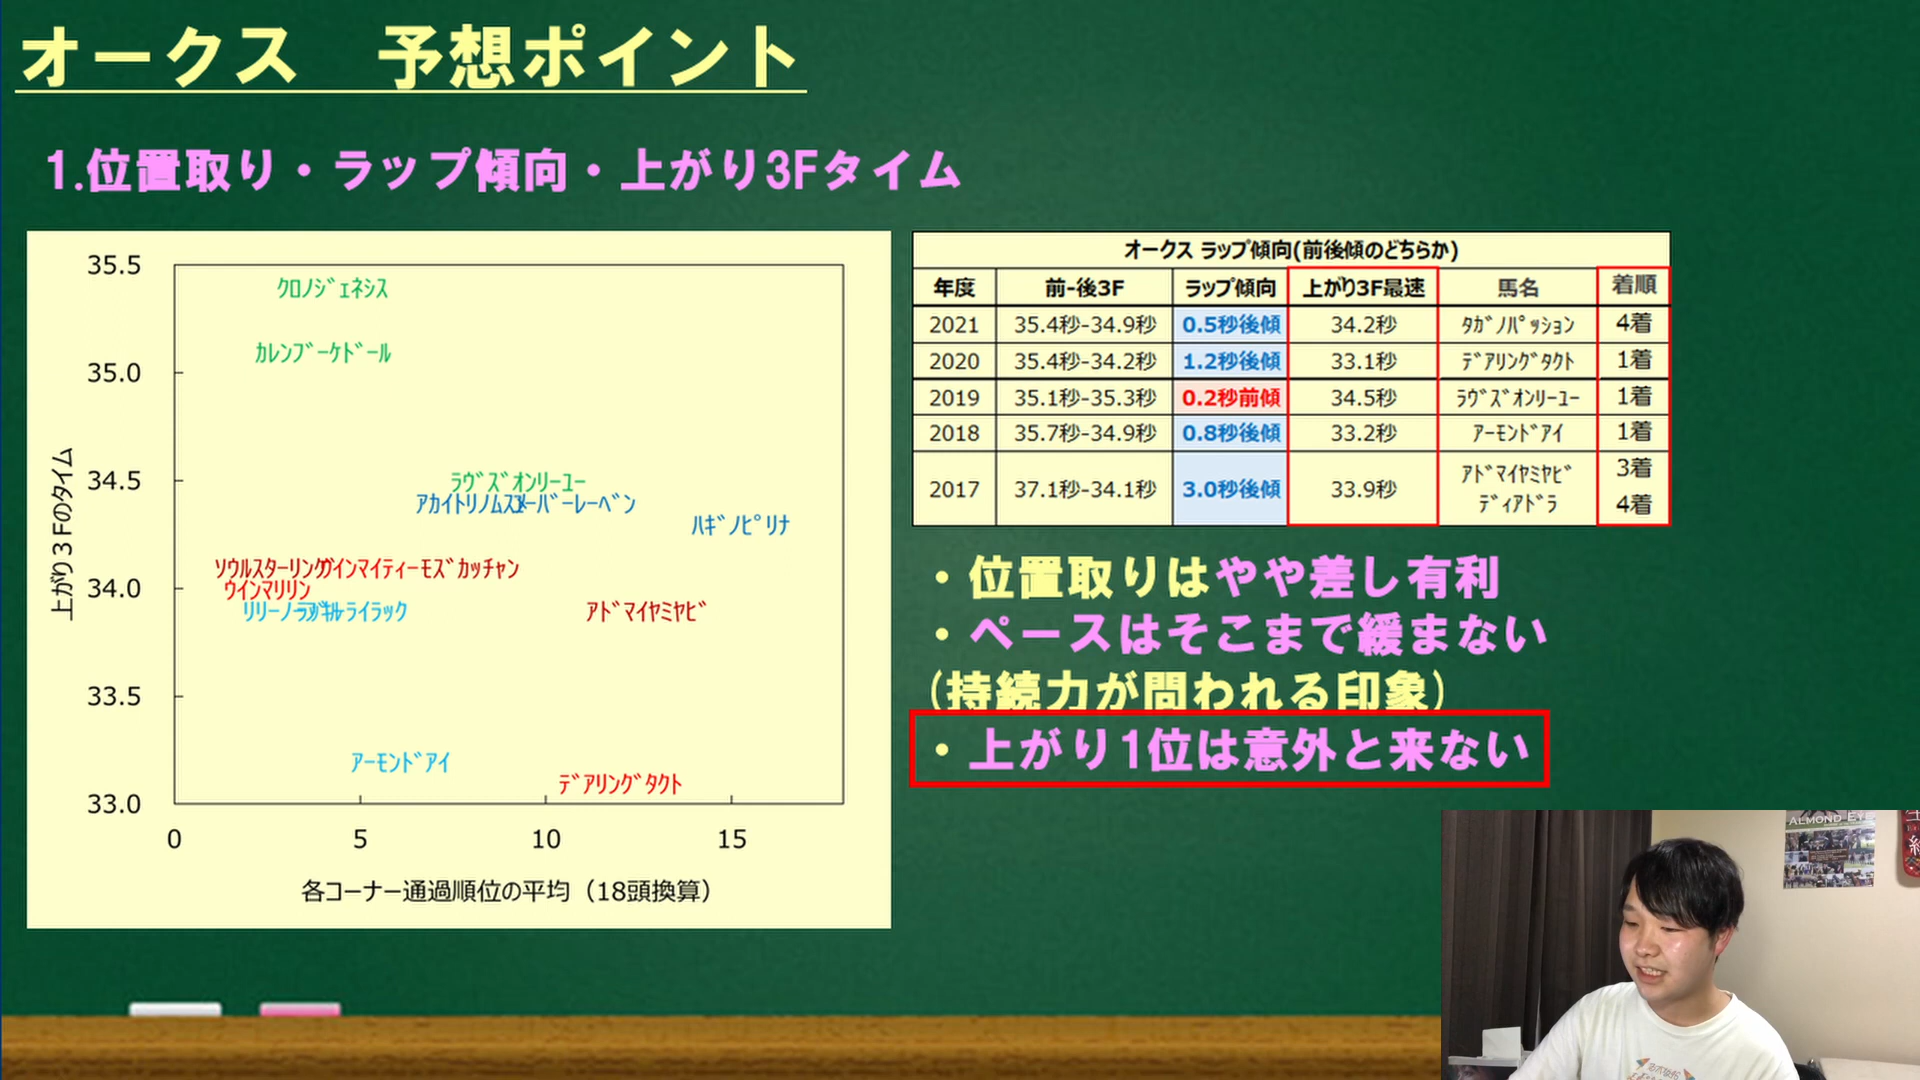 オークス　予想ポイント
1.位置取り・ラップ傾向・上がり3Fタイム
35.5
35.0
34.5
34.0
33.5
33.0
上がり３Fのタイム
ｸﾛﾉｼﾞｪﾈｼｽ
ｶﾚﾝﾌﾞｰｹﾄﾞｰﾙ
ﾗｳﾞｽﾞｵﾝﾘｰﾕｰ
ｱｶｲﾄﾘﾉﾑｽﾒ
ﾕｰﾊﾞｰﾚｰﾍﾞﾝ
ﾊｷﾞﾉﾋﾟﾘﾅ
ｿｳﾙｽﾀｰﾘﾝｸﾞ
ｳｲﾝﾏｲﾃｨｰ
ﾓｽﾞｶｯﾁｬﾝ
ｳｲﾝﾏﾘﾘﾝ
ﾘﾘｰﾉｰﾌﾞﾙ
ﾗｯｷｰﾗｲﾗｯｸ
ｱﾄﾞﾏｲﾔﾐﾔﾋﾞ
ｱｰﾓﾝﾄﾞｱｲ
ﾃﾞｱﾘﾝｸﾞﾀｸﾄ
0 5 10 15
各コーナー通過順位の平均（18頭換算）
オークス ラップ傾向(前後傾のどちらか)
年度 前-後3F ラップ傾向 上がり3F最速 馬名 着順
2021 35.4秒-34.9秒 0.5秒後傾 34.2秒 ﾀｶﾞﾉﾊﾟｯｼｮﾝ 4着
2020 35.4秒-34.2秒 1.2秒後傾 33.1秒 ﾃﾞｱﾘﾝｸﾞﾀｸﾄ 1着
2019 35.1秒-35.3秒 0.2秒前傾 34.5秒 ﾗｳﾞｽﾞｵﾝﾘｰﾕｰ 1着
2018 35.7秒-34.9秒 0.8秒後傾 33.2秒 ｱｰﾓﾝﾄﾞｱｲ 1着
2017 37.1秒-34.1秒 3.0秒後傾 33.9秒 ｱﾄﾞﾏｲﾔﾐﾔﾋﾞ 3着
ﾃﾞｨｱﾄﾞﾗ 4着
・位置取りはやや差し有利
・ペースはそこまで緩まない
(持続力が問われる印象)
・上がり1位は意外と来ない
ALMOND EYE